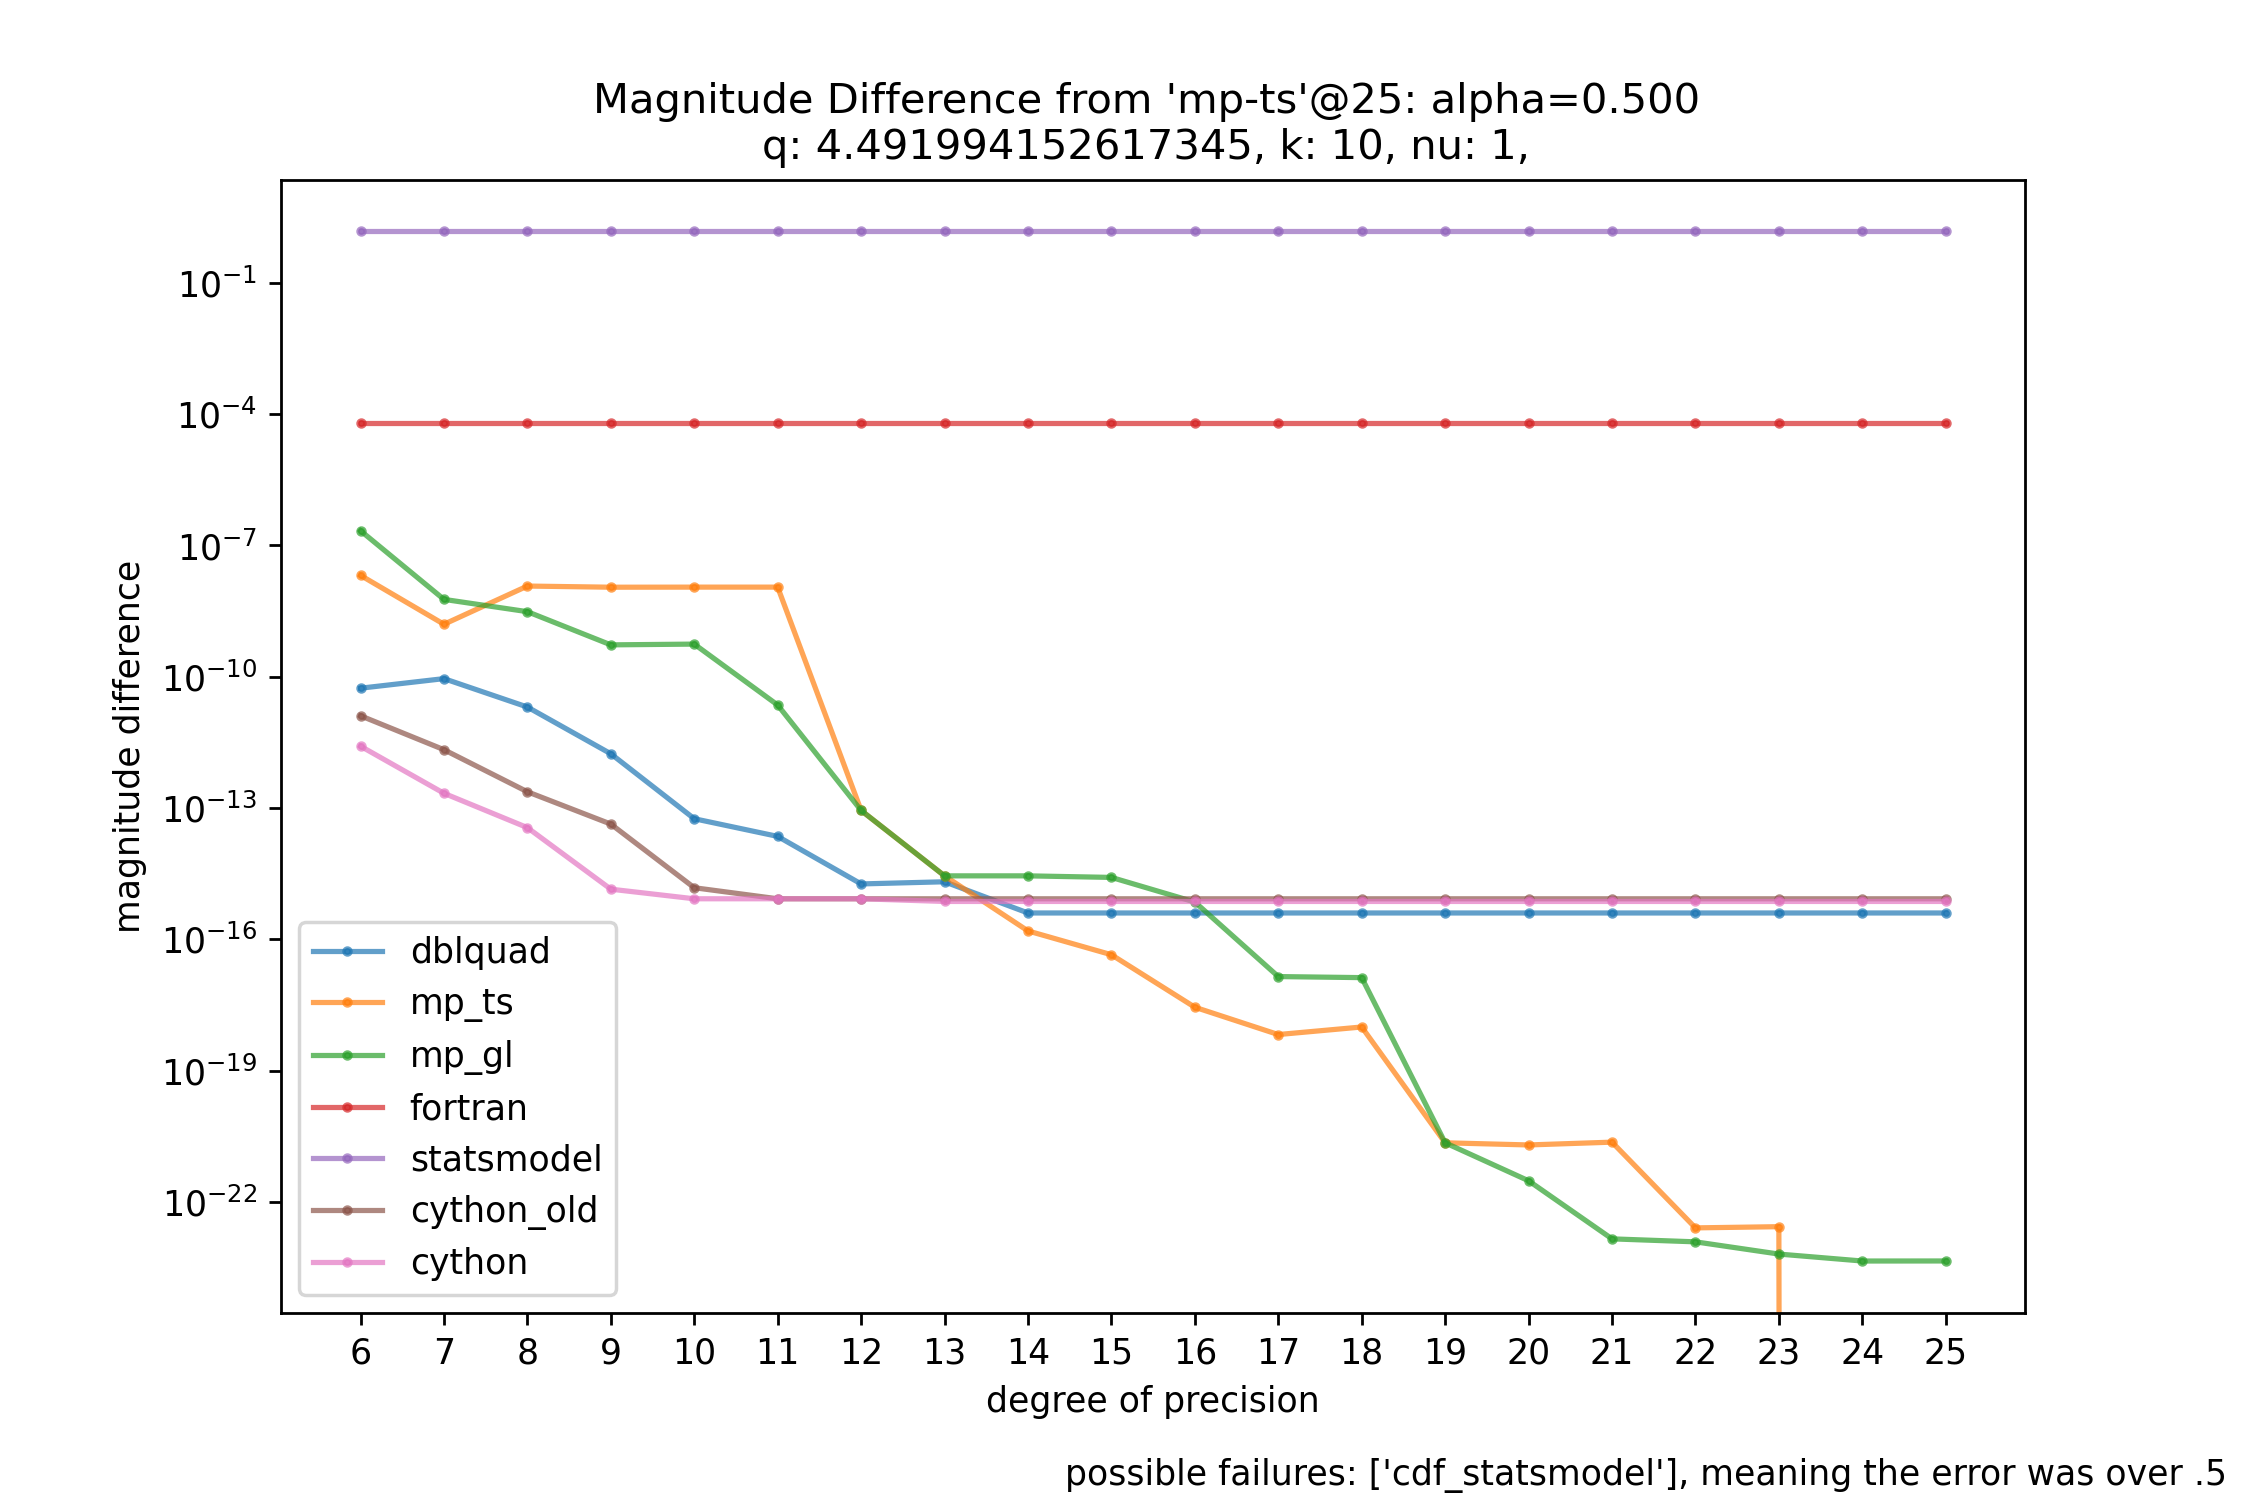 Magnitude Difference from 'mp-ts'@25: alpha=0.500
q: 4.491994152617345, k: 10, nu: 1,
magnitude difference
10⁻¹
10⁻⁴
10⁻⁷
10⁻¹⁰
10⁻¹³
10⁻¹⁶
10⁻¹⁹
10⁻²²
dblquad
mp_ts
mp_gl
fortran
statsmodel
cython_old
cython
6 7 8 9 10 11 12 13 14 15 16 17 18 19 20 21 22 23 24 25
degree of precision
possible failures: ['cdf_statsmodel'], meaning the error was over .5